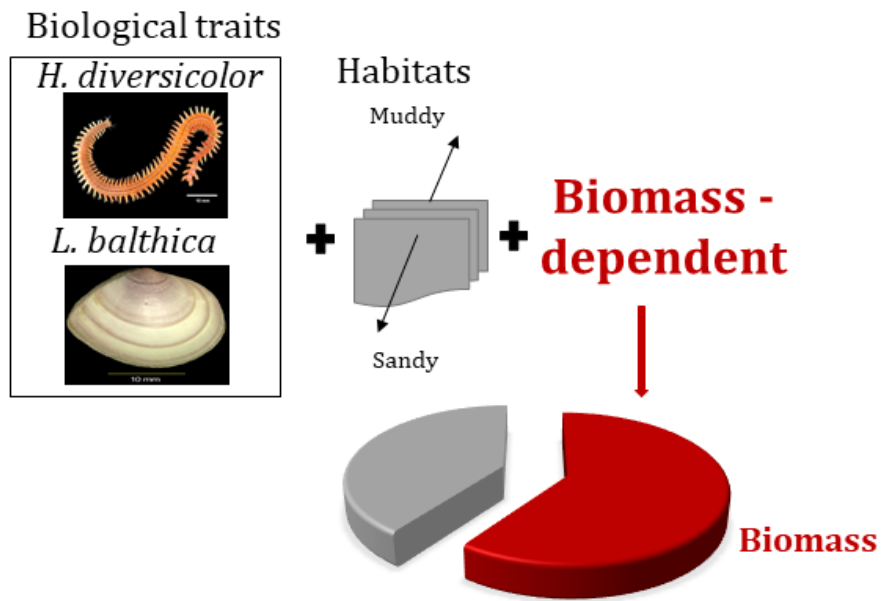 Biological traits
H. diversicolor
L. balthica
10 mm
Habitats
Muddy
Sandy
+
+
Biomass -
dependent
Biomass